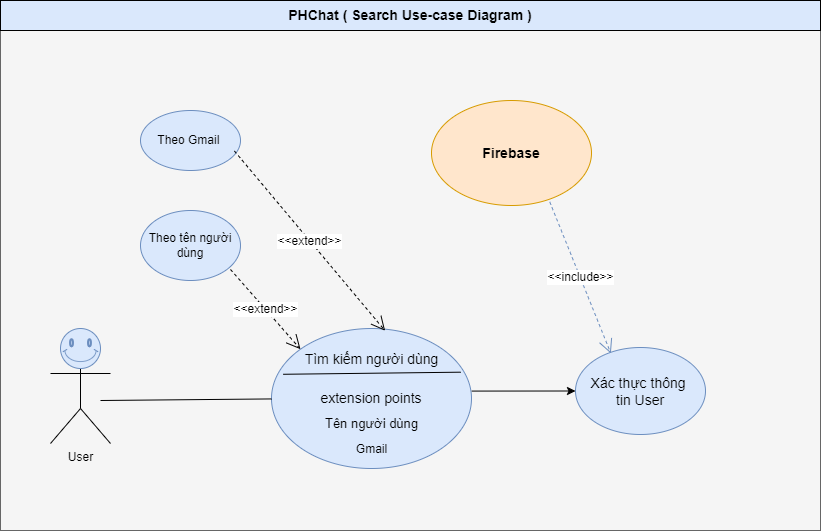 PHChat ( Search Use-case Diagram )
Theo Gmail
Firebase
Theo tên người
dùng
<<extend>>
<<include>>
<<extend>>
Tìm kiếm người dùng
extension points
Tên người dùng
Gmail
Xác thực thông
tin User
User